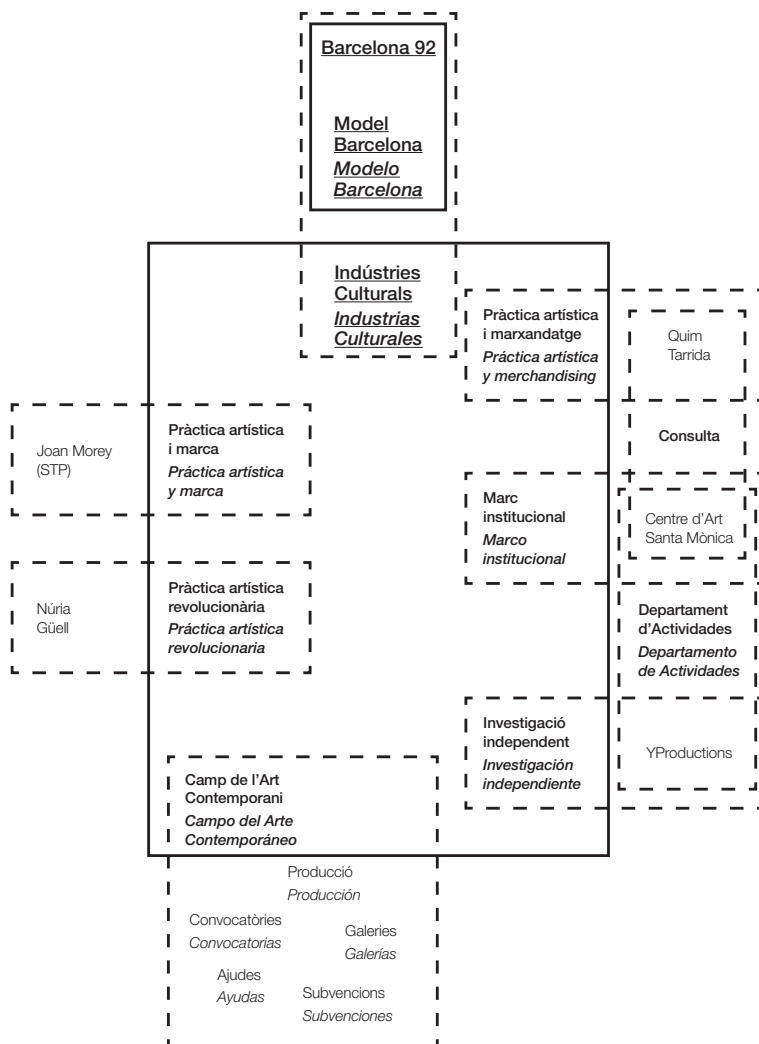 Barcelona 92
Model
Barcelona
Modelo
Barcelona
Indústries
Culturals
Industrias
Culturales
Pràctica artística
i marxandatge
Práctica artística
y merchandising
Quim
Tarrida
Joan Morey
(STP)
Pràctica artística
i marca
Práctica artística
y marca
Consulta
Marc
institucional
Marco
institucional
Centre d’Art
Santa Mònica
Núria
Güell
Pràctica artística
revolucionària
Práctica artística
revolucionaria
Departament
d’Actividades
Departamento
de Actividades
Investigació
independent
Investigación
independiente
YProductions
Camp de l’Art
Contemporani
Campo del Arte
Contemporáneo
Producció
Producción
Convocatòries
Convocatorias
Galeries
Galerías
Ajudes
Ayudas
Subvencions
Subvenciones